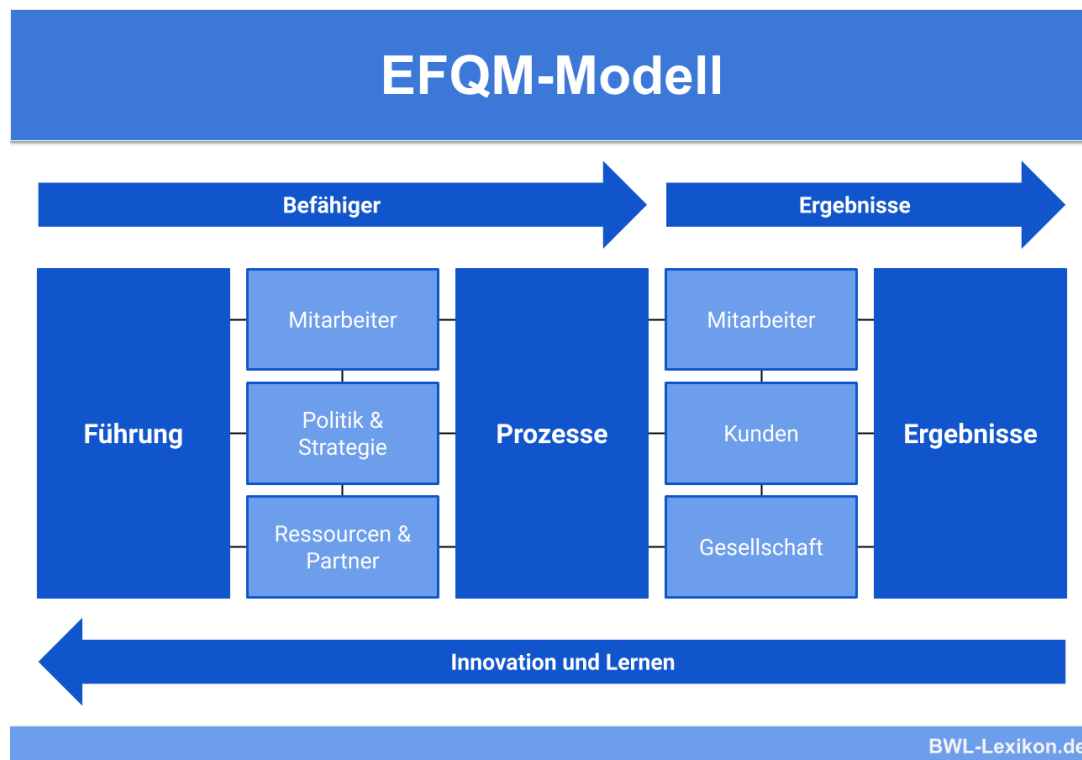 EFQM-Modell
Befähiger
Ergebnisse
Führung
Mitarbeiter
Politik &
Strategie
Ressourcen &
Partner
Prozesse
Mitarbeiter
Kunden
Gesellschaft
Ergebnisse
Innovation und Lernen
BWL-Lexikon.de